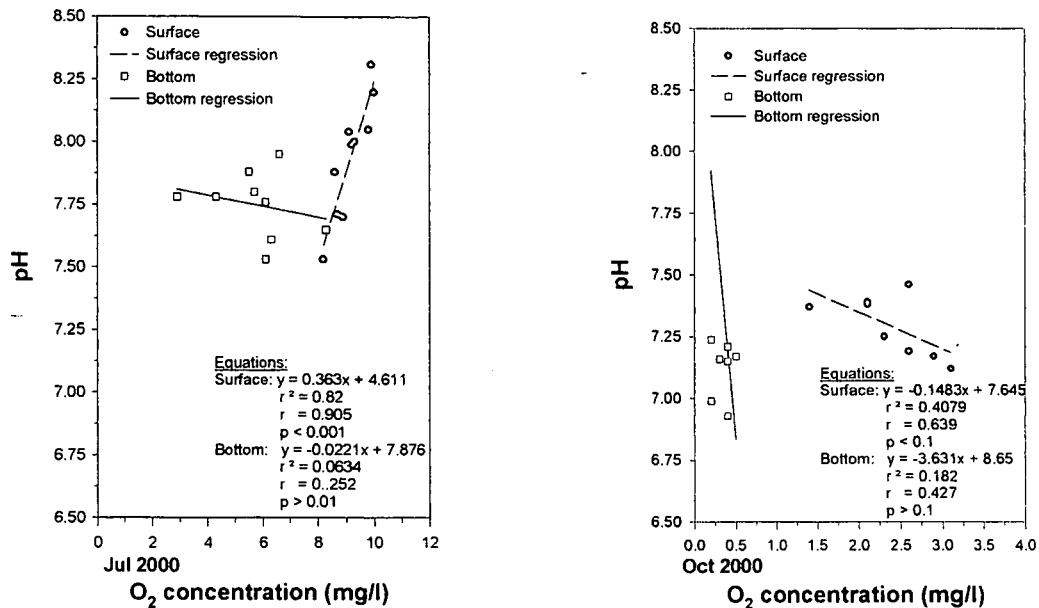 8.50
8.25
8.00
7.75
7.50
7.25
7.00
6.75
6.50
pH
Surface
Surface regression
Bottom
Bottom regression
Equations:
Surface: y = 0.363x + 4.611
r² = 0.82
r = 0.905
p < 0.001
Bottom: y = -0.0221x + 7.876
r² = 0.0634
r = 0..252
p > 0.01
0 2 4 6 8 10 12
Jul 2000
O₂ concentration (mg/l)
8.50
8.25
8.00
7.75
7.50
7.25
7.00
6.75
6.50
pH
Surface
Surface regression
Bottom
Bottom regression
Equations:
Surface: y = -0.1483x + 7.645
r² = 0.4079
r = 0.639
p < 0.1
Bottom: y = -3.631x + 8.65
r² = 0.182
r = 0.427
p > 0.1
0.0 0.5 1.0 1.5 2.0 2.5 3.0 3.5 4.0
Oct 2000
O₂ concentration (mg/l)